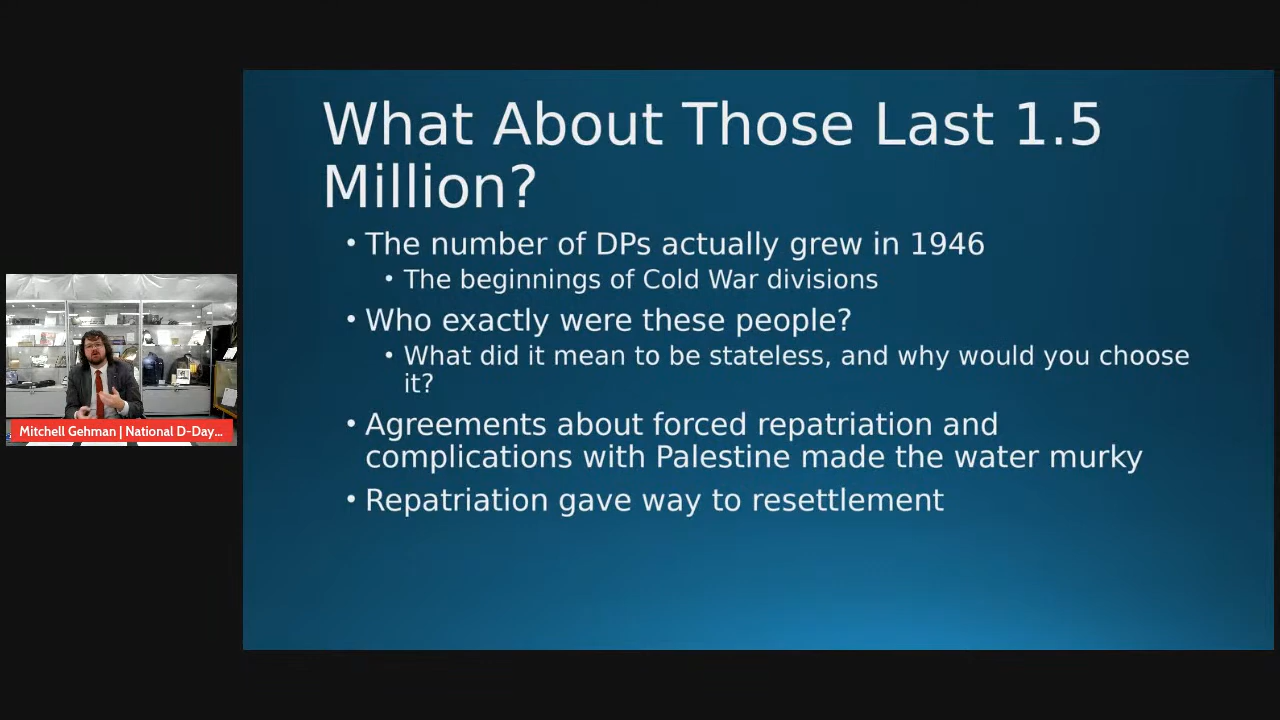 What About Those Last 1.5
Million?
• The number of DPs actually grew in 1946
• The beginnings of Cold War divisions
• Who exactly were these people?
• What did it mean to be stateless, and why would you choose
it?
• Agreements about forced repatriation and
complications with Palestine made the water murky
• Repatriation gave way to resettlement
Mitchell Gehman | National D-Day...